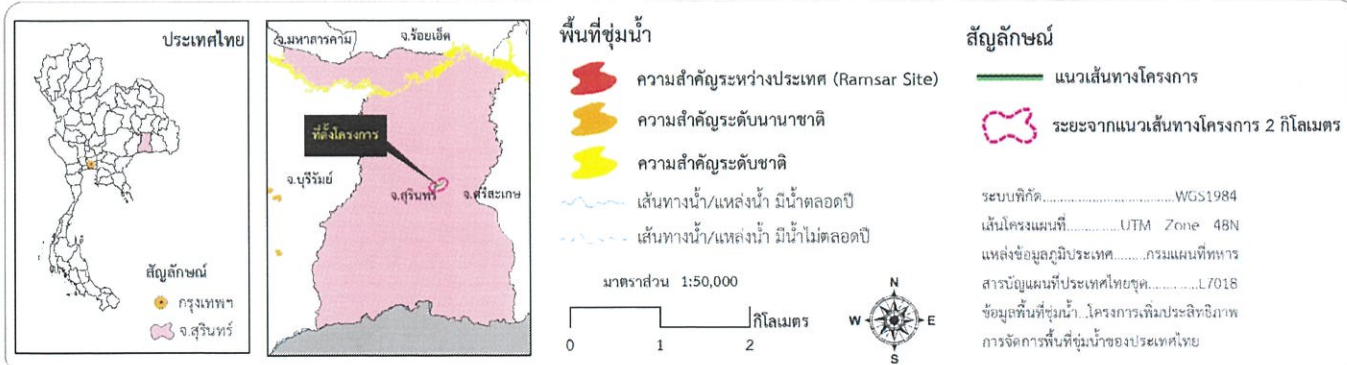 ประเทศไทย
สัญลักษณ์
กรุงเทพฯ
จ.สุรินทร์
จ.มหาสารคาม
จ.ร้อยเอ็ด
ที่ตั้งโครงการ
จ.บุรีรัมย์
จ.สุรินทร์
จ.ศรีสะเกษ
พื้นที่ชุ่มน้ำ
ความสำคัญระหว่างประเทศ (Ramsar Site)
ความสำคัญระดับนานาชาติ
ความสำคัญระดับชาติ
เส้นทางน้ำ/แหล่งน้ำ มีน้ำตลอดปี
เส้นทางน้ำ/แหล่งน้ำ มีน้ำไม่ตลอดปี
มาตราส่วน 1:50,000
กิโลเมตร
0 1 2
N
W E
S
สัญลักษณ์
แนวเส้นทางโครงการ
ระยะจากแนวเส้นทางโครงการ 2 กิโลเมตร
ระบบพิกัด..............................WGS1984
เส้นโครงแผนที่.............UTM Zone 48N
แหล่งข้อมูลภูมิประเทศ........กรมแผนที่ทหาร
สารบัญแผนที่ประเทศไทยชุด............L7018
ข้อมูลพื้นที่ชุ่มน้ำ...โครงการเพิ่มประสิทธิภาพ
การจัดการพื้นที่ชุ่มน้ำของประเทศไทย